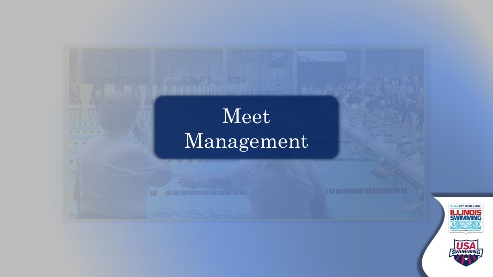 Meet
Management
ILLINOIS
SWIMMING
USA
SWIMMING